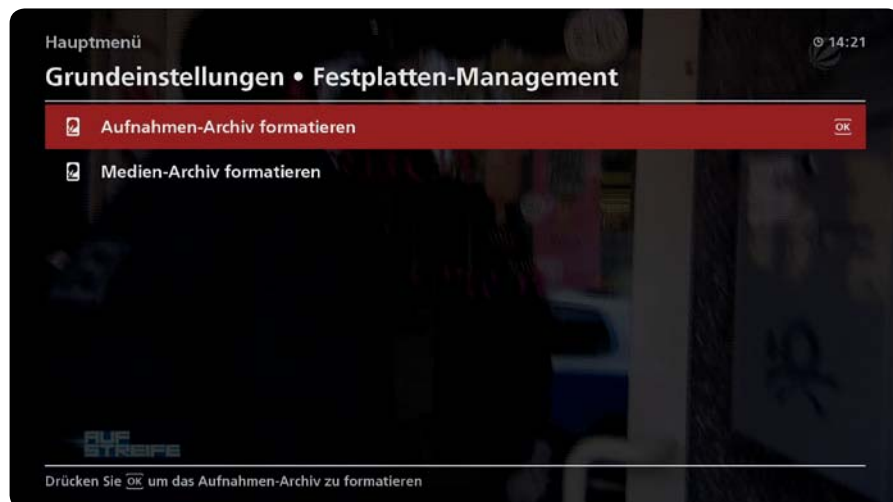 Hauptmenü
14:21
Grundeinstellungen • Festplatten-Management
Aufnahmen-Archiv formatieren OK
Medien-Archiv formatieren
AUF
STREIFE
Drücken Sie OK um das Aufnahmen-Archiv zu formatieren